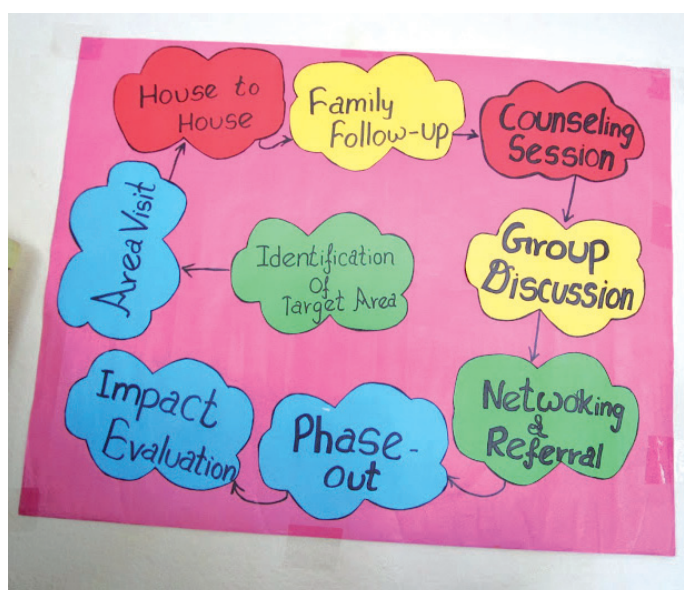 House to
House
Family
Follow-up
Counseling
Session
Area Visit
Identification
Of
Target Area
Group
Discussion
Impact
Evaluation
Phase-
out
Netwoking
&
Referral